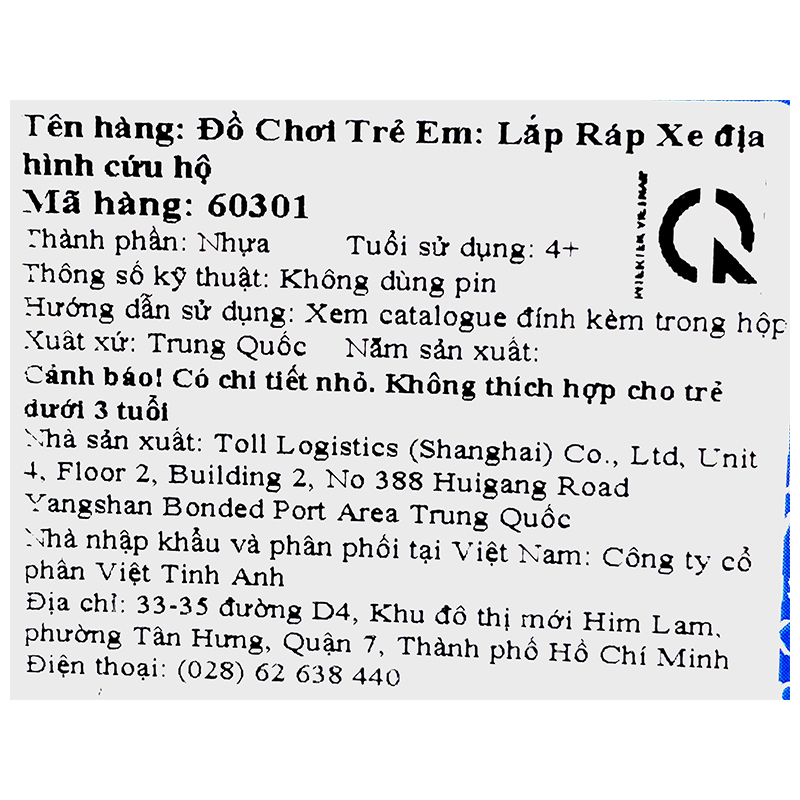 Tên hàng: Đồ Chơi Trẻ Em: Lắp Ráp Xe địa
hình cứu hộ
Mã hàng: 60301
Thành phần: Nhựa Tuổi sử dụng: 4+
Thông số kỹ thuật: Không dùng pin
Hướng dẫn sử dụng: Xem catalogue đính kèm trong hộp
Xuất xứ: Trung Quốc Năm sản xuất:
Cảnh báo! Có chi tiết nhỏ. Không thích hợp cho trẻ
dưới 3 tuổi
Nhà sản xuất: Toll Logistics (Shanghai) Co., Ltd, Unit
4, Floor 2, Building 2, No 388 Huigang Road
Yangshan Bonded Port Area Trung Quốc
Nhà nhập khẩu và phân phối tại Việt Nam: Công ty cổ
phần Việt Tinh Anh
Địa chỉ: 33-35 đường D4, Khu đô thị mới Him Lam,
phường Tân Hưng, Quận 7, Thành phố Hồ Chí Minh
Điện thoại: (028) 62 638 440